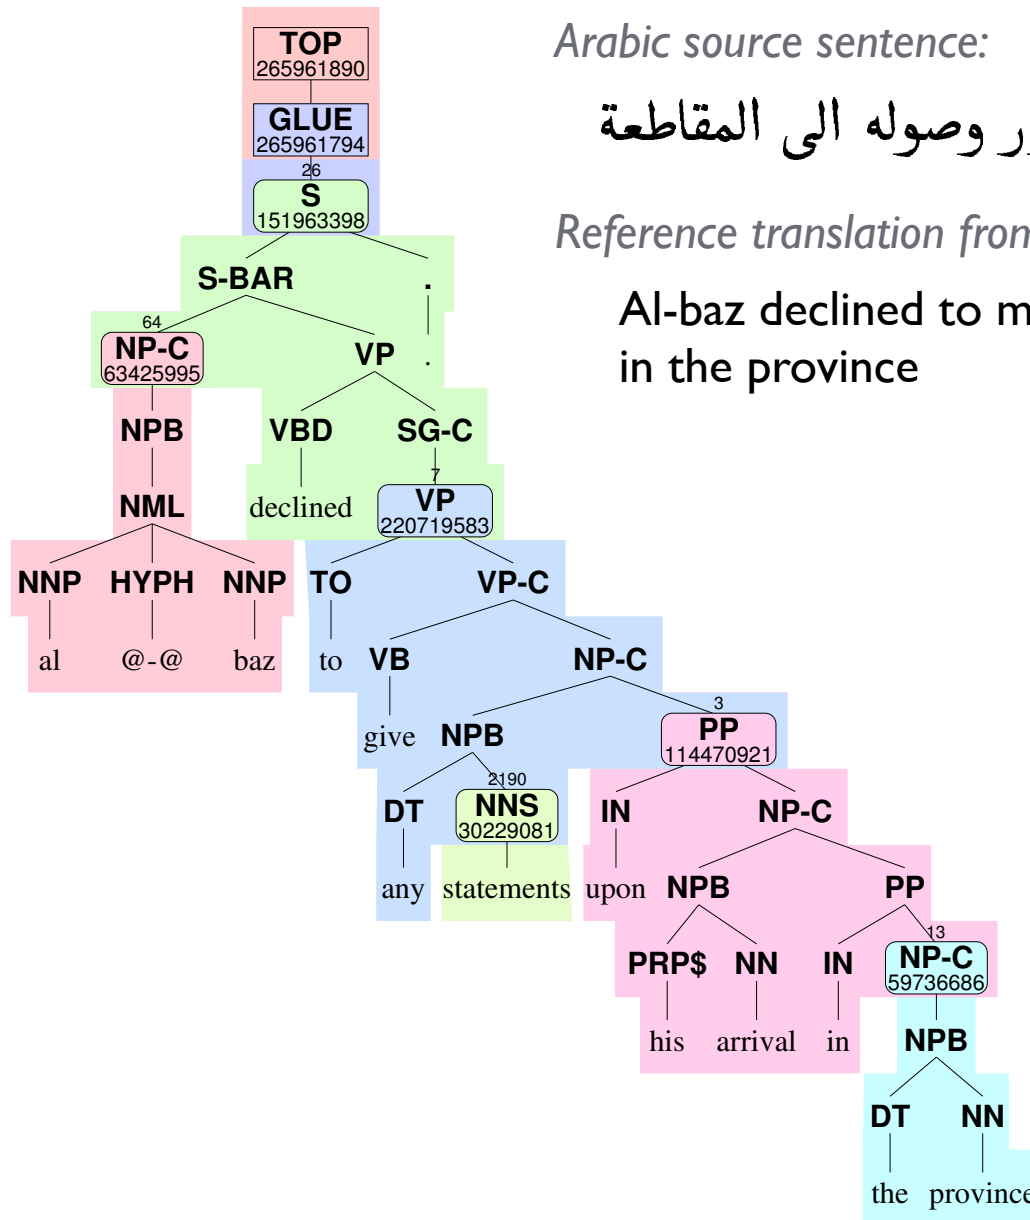 Arabic source sentence:
وصوله الى المقاطعة
Reference translation from
Al-baz declined to
in the province
TOP
265961890
GLUE
265961794
26
S
151963398
S-BAR .
64
NP-C
63425995
VP .
NPB VBD SG-C
NML declined
7
VP
220719583
NNP HYPH NNP TO VP-C
al @-@ baz to VB NP-C
give NPB
3
PP
114470921
DT
2190
NNS
30229081
IN NP-C
any statements upon NPB PP
PRP$ NN IN
13
NP-C
59736686
his arrival in NPB
DT NN
the province